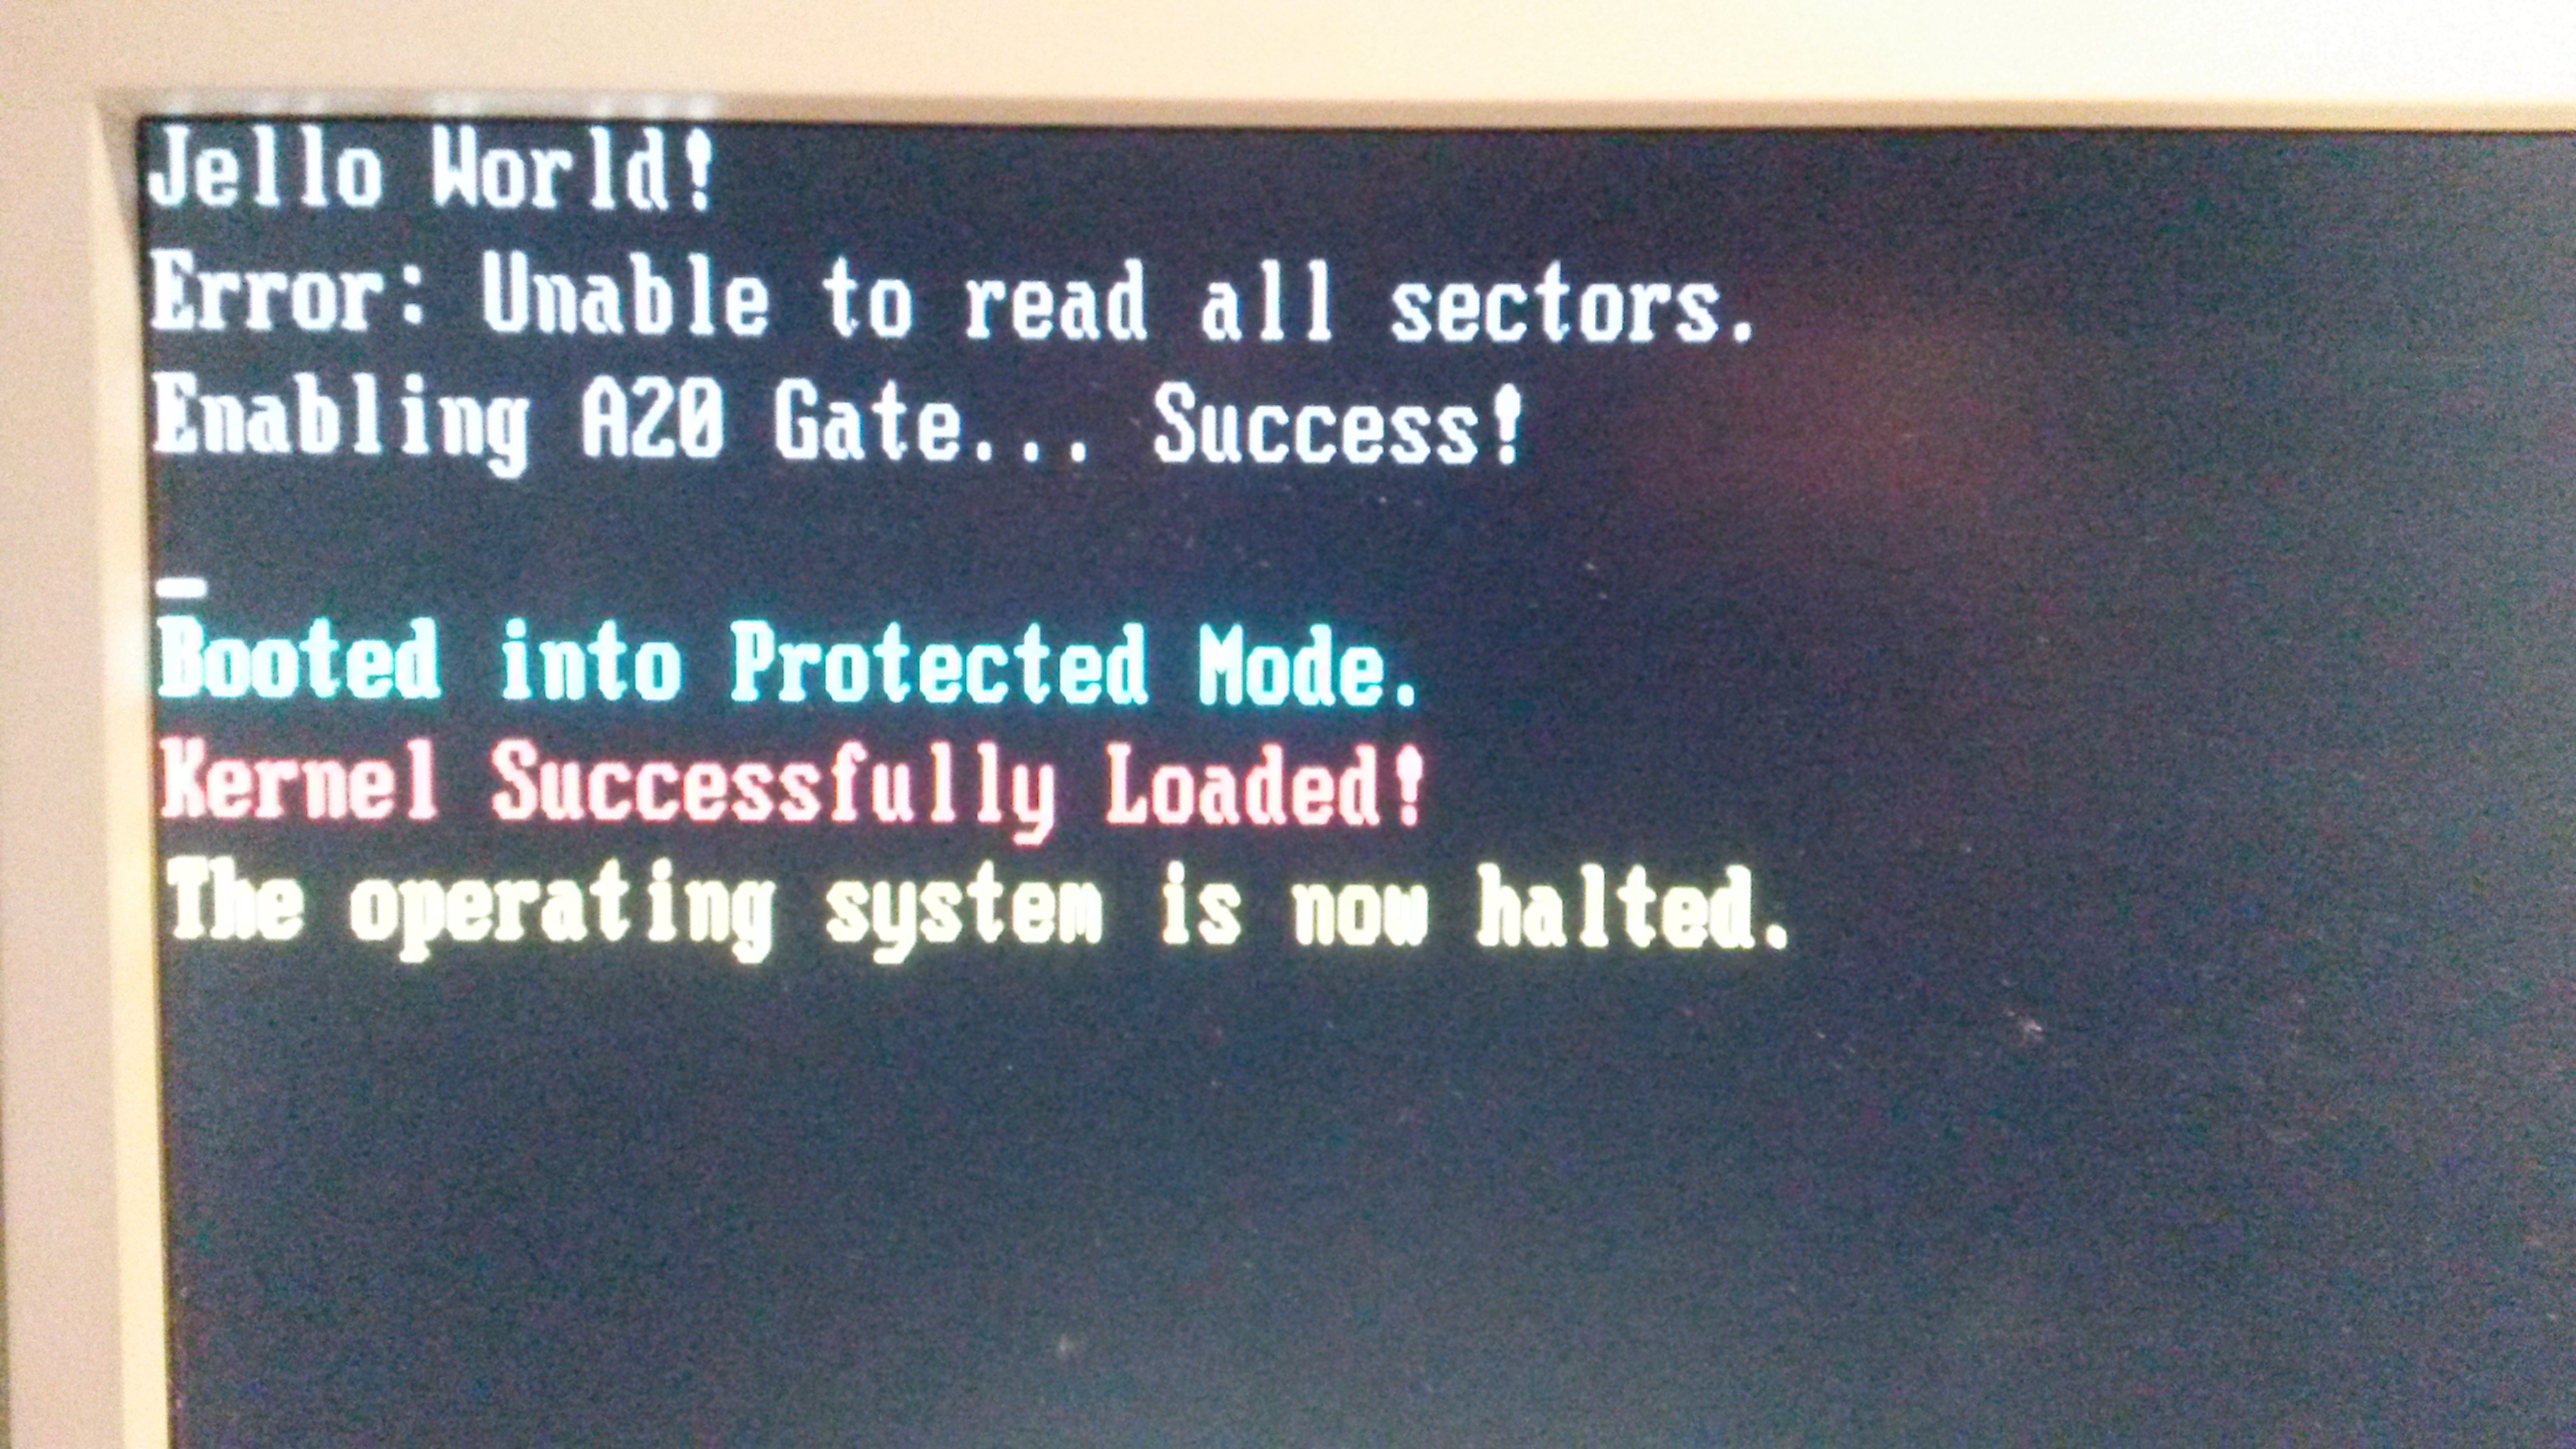 Jello World!
Error: Unable to read all sectors.
Enabling A20 Gate... Success!
_
Booted into Protected Mode.
Kernel Successfully Loaded!
The operating system is now halted.